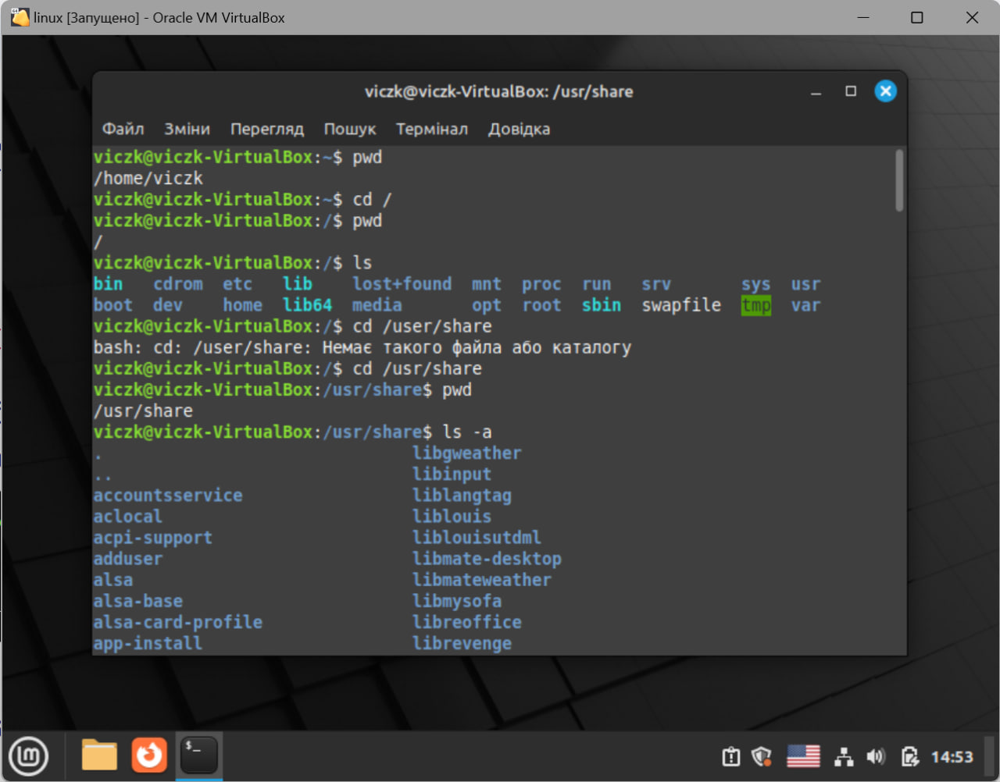 linux [Запущено] - Oracle VM VirtualBox
viczk@viczk-VirtualBox: /usr/share
Файл Зміни Перегляд Пошук Термінал Довідка
viczk@viczk-VirtualBox:~$ pwd
/home/viczk
viczk@viczk-VirtualBox:~$ cd /
viczk@viczk-VirtualBox:/$ pwd
/
viczk@viczk-VirtualBox:/$ ls
bin cdrom etc lib lost+found mnt proc run srv sys usr
boot dev home lib64 media opt root sbin swapfile tmp var
viczk@viczk-VirtualBox:/$ cd /user/share
bash: cd: /user/share: Немає такого файла або каталогу
viczk@viczk-VirtualBox:/$ cd /usr/share
viczk@viczk-VirtualBox:/usr/share$ pwd
/usr/share
viczk@viczk-VirtualBox:/usr/share$ ls -a
. libgweather
.. libinput
accountsservice liblangtag
aclocal liblouis
acpi-support liblouisutdml
adduser libmate-desktop
alsa libmateweather
alsa-base libmysofa
alsa-card-profile libreoffice
app-install librevenge
$_
14:53